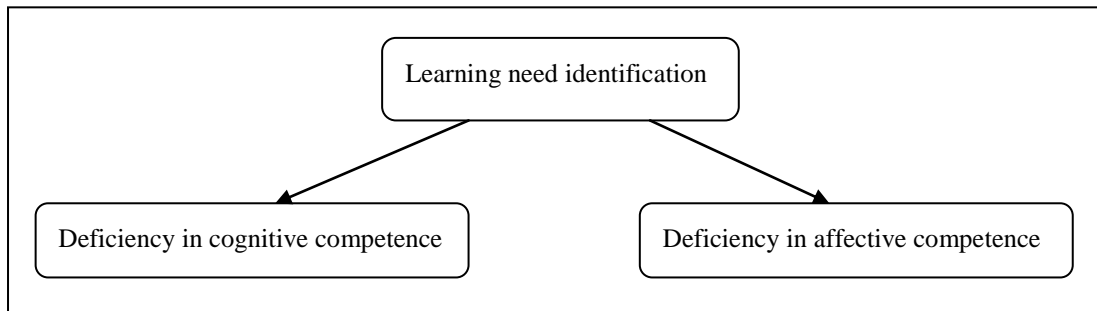 Learning need identification
Deficiency in cognitive competence
Deficiency in affective competence